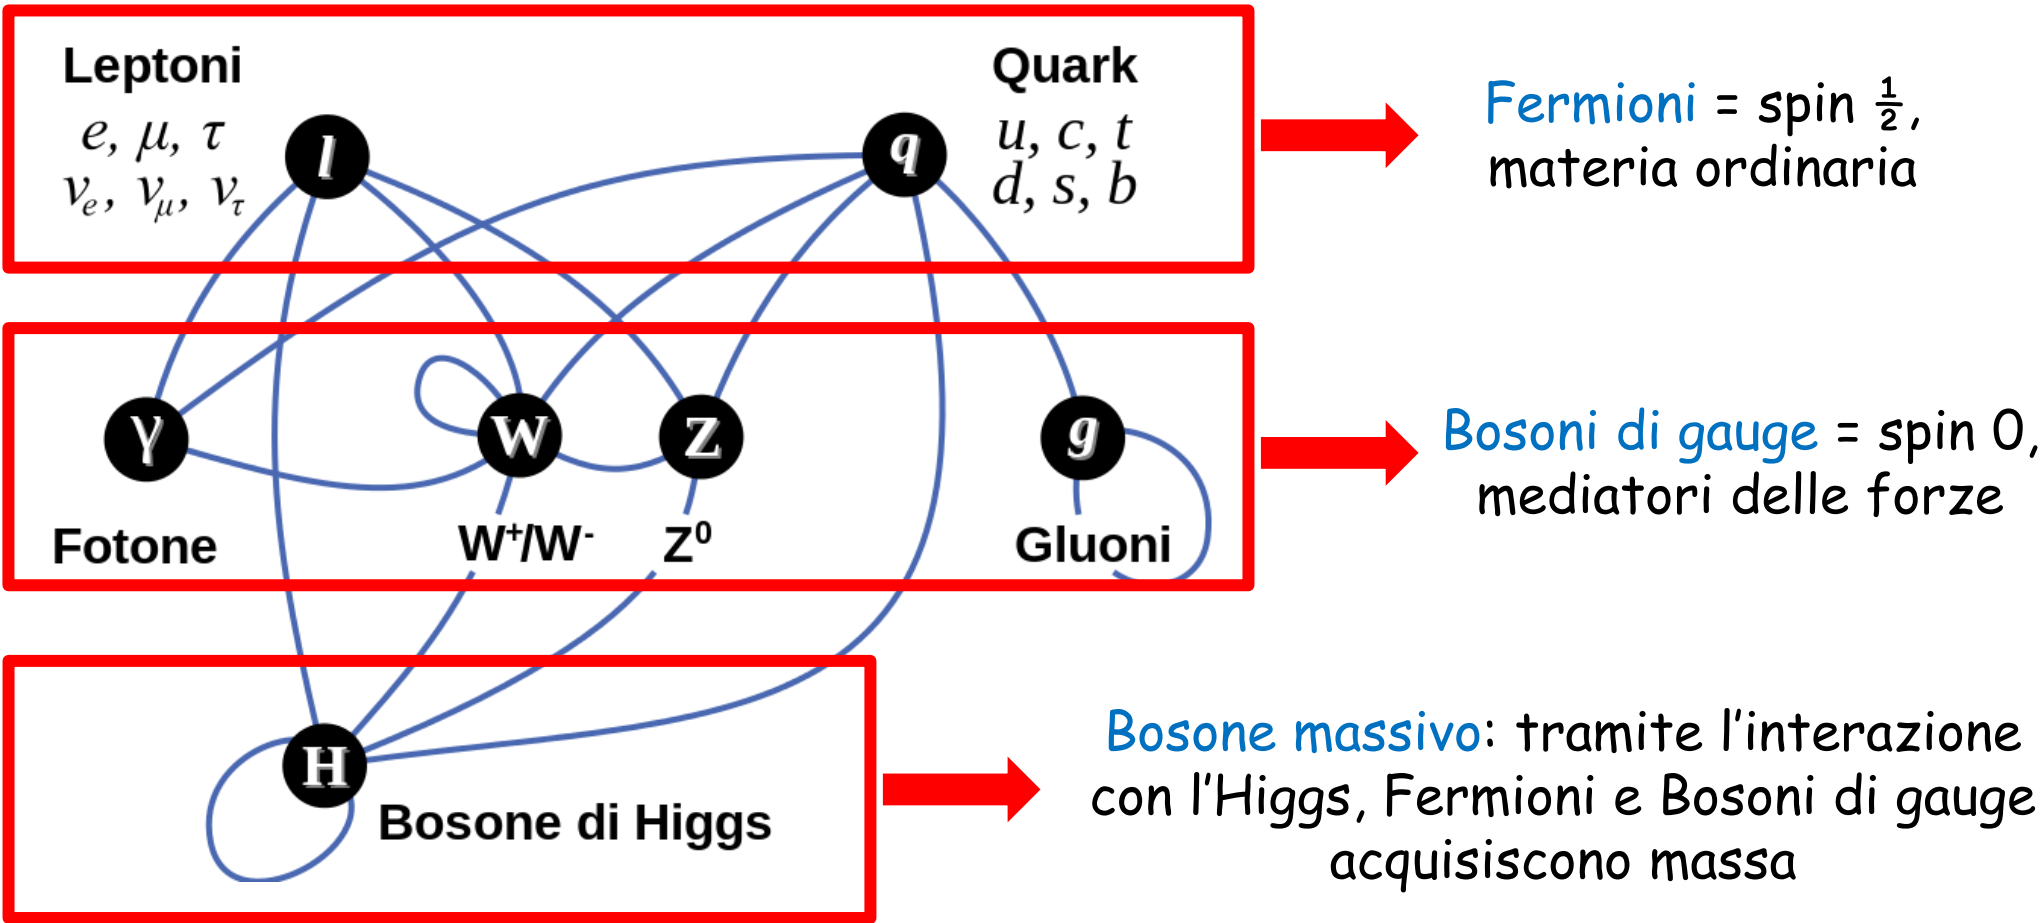 Leptoni
e, μ, τ
νe, νμ, ντ
l
Quark
u, c, t
d, s, b
q
Fermioni = spin ½,
materia ordinaria
γ
W
Z
g
Fotone
W⁺/W⁻
Z⁰
Gluoni
Bosoni di gauge = spin 0,
mediatori delle forze
H
Bosone di Higgs
Bosone massivo: tramite l'interazione
con l'Higgs, Fermioni e Bosoni di gauge
acquisiscono massa